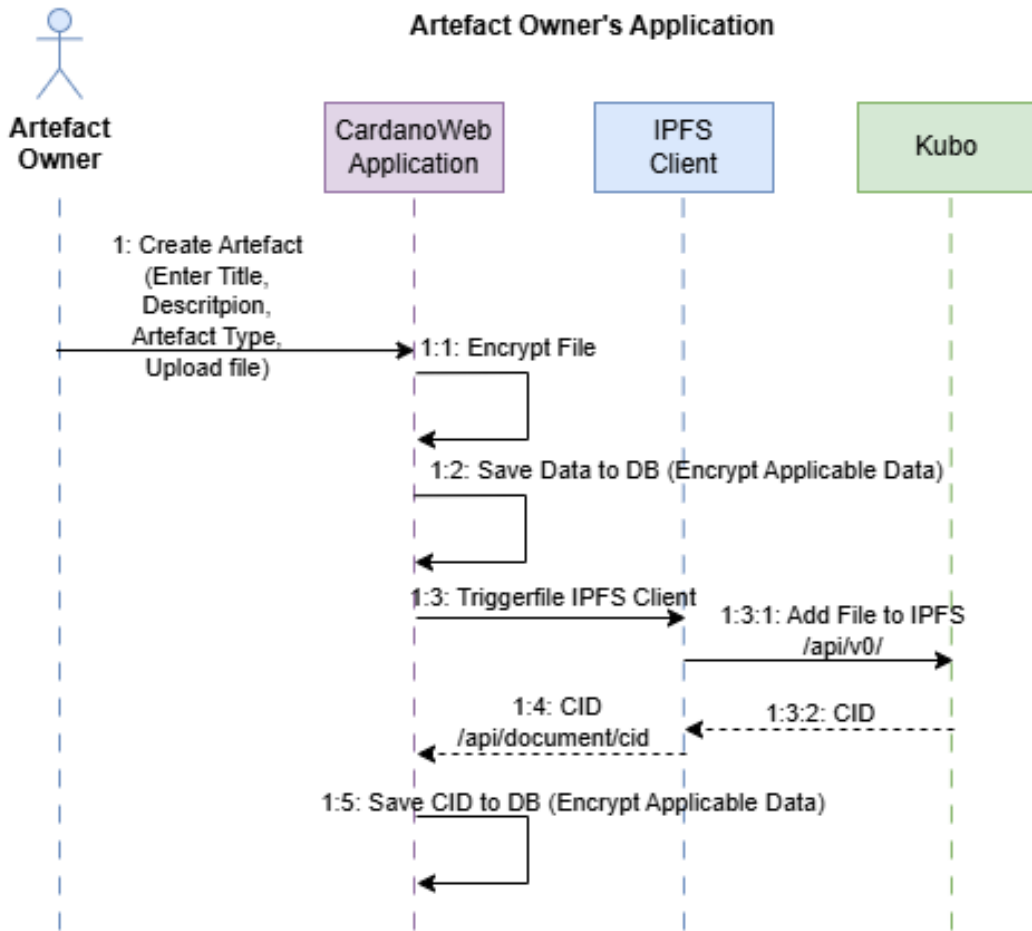 Artefact Owner's Application
Artefact
Owner
CardanoWeb
Application
IPFS
Client
Kubo
1: Create Artefact
(Enter Title,
Descritpion,
Artefact Type,
Upload file)
1:1: Encrypt File
1:2: Save Data to DB (Encrypt Applicable Data)
1:3: Triggerfile IPFS Client
1:3:1: Add File to IPFS
/api/v0/
1:3:2: CID
1:4: CID
/api/document/cid
1:5: Save CID to DB (Encrypt Applicable Data)